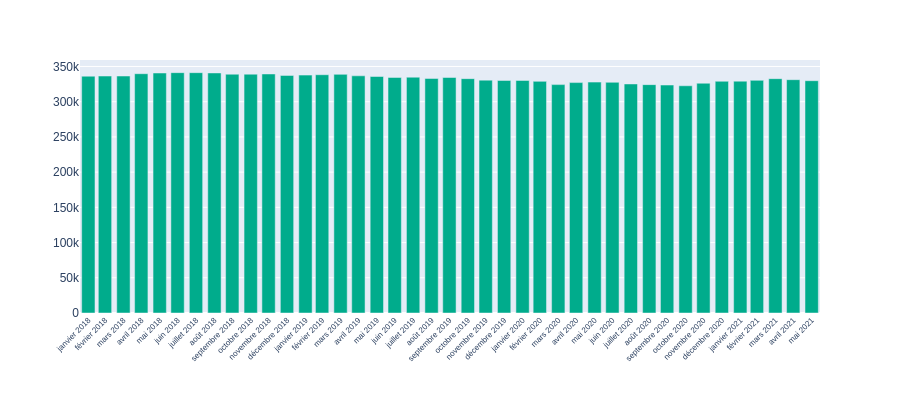 350k
300k
250k
200k
150k
100k
50k
0
janvier 2018
février 2018
mars 2018
avril 2018
mai 2018
juin 2018
juillet 2018
août 2018
septembre 2018
octobre 2018
novembre 2018
décembre 2018
janvier 2019
février 2019
mars 2019
avril 2019
mai 2019
juin 2019
juillet 2019
août 2019
septembre 2019
octobre 2019
novembre 2019
décembre 2019
janvier 2020
février 2020
mars 2020
avril 2020
mai 2020
juin 2020
juillet 2020
août 2020
septembre 2020
octobre 2020
novembre 2020
décembre 2020
janvier 2021
février 2021
mars 2021
avril 2021
mai 2021